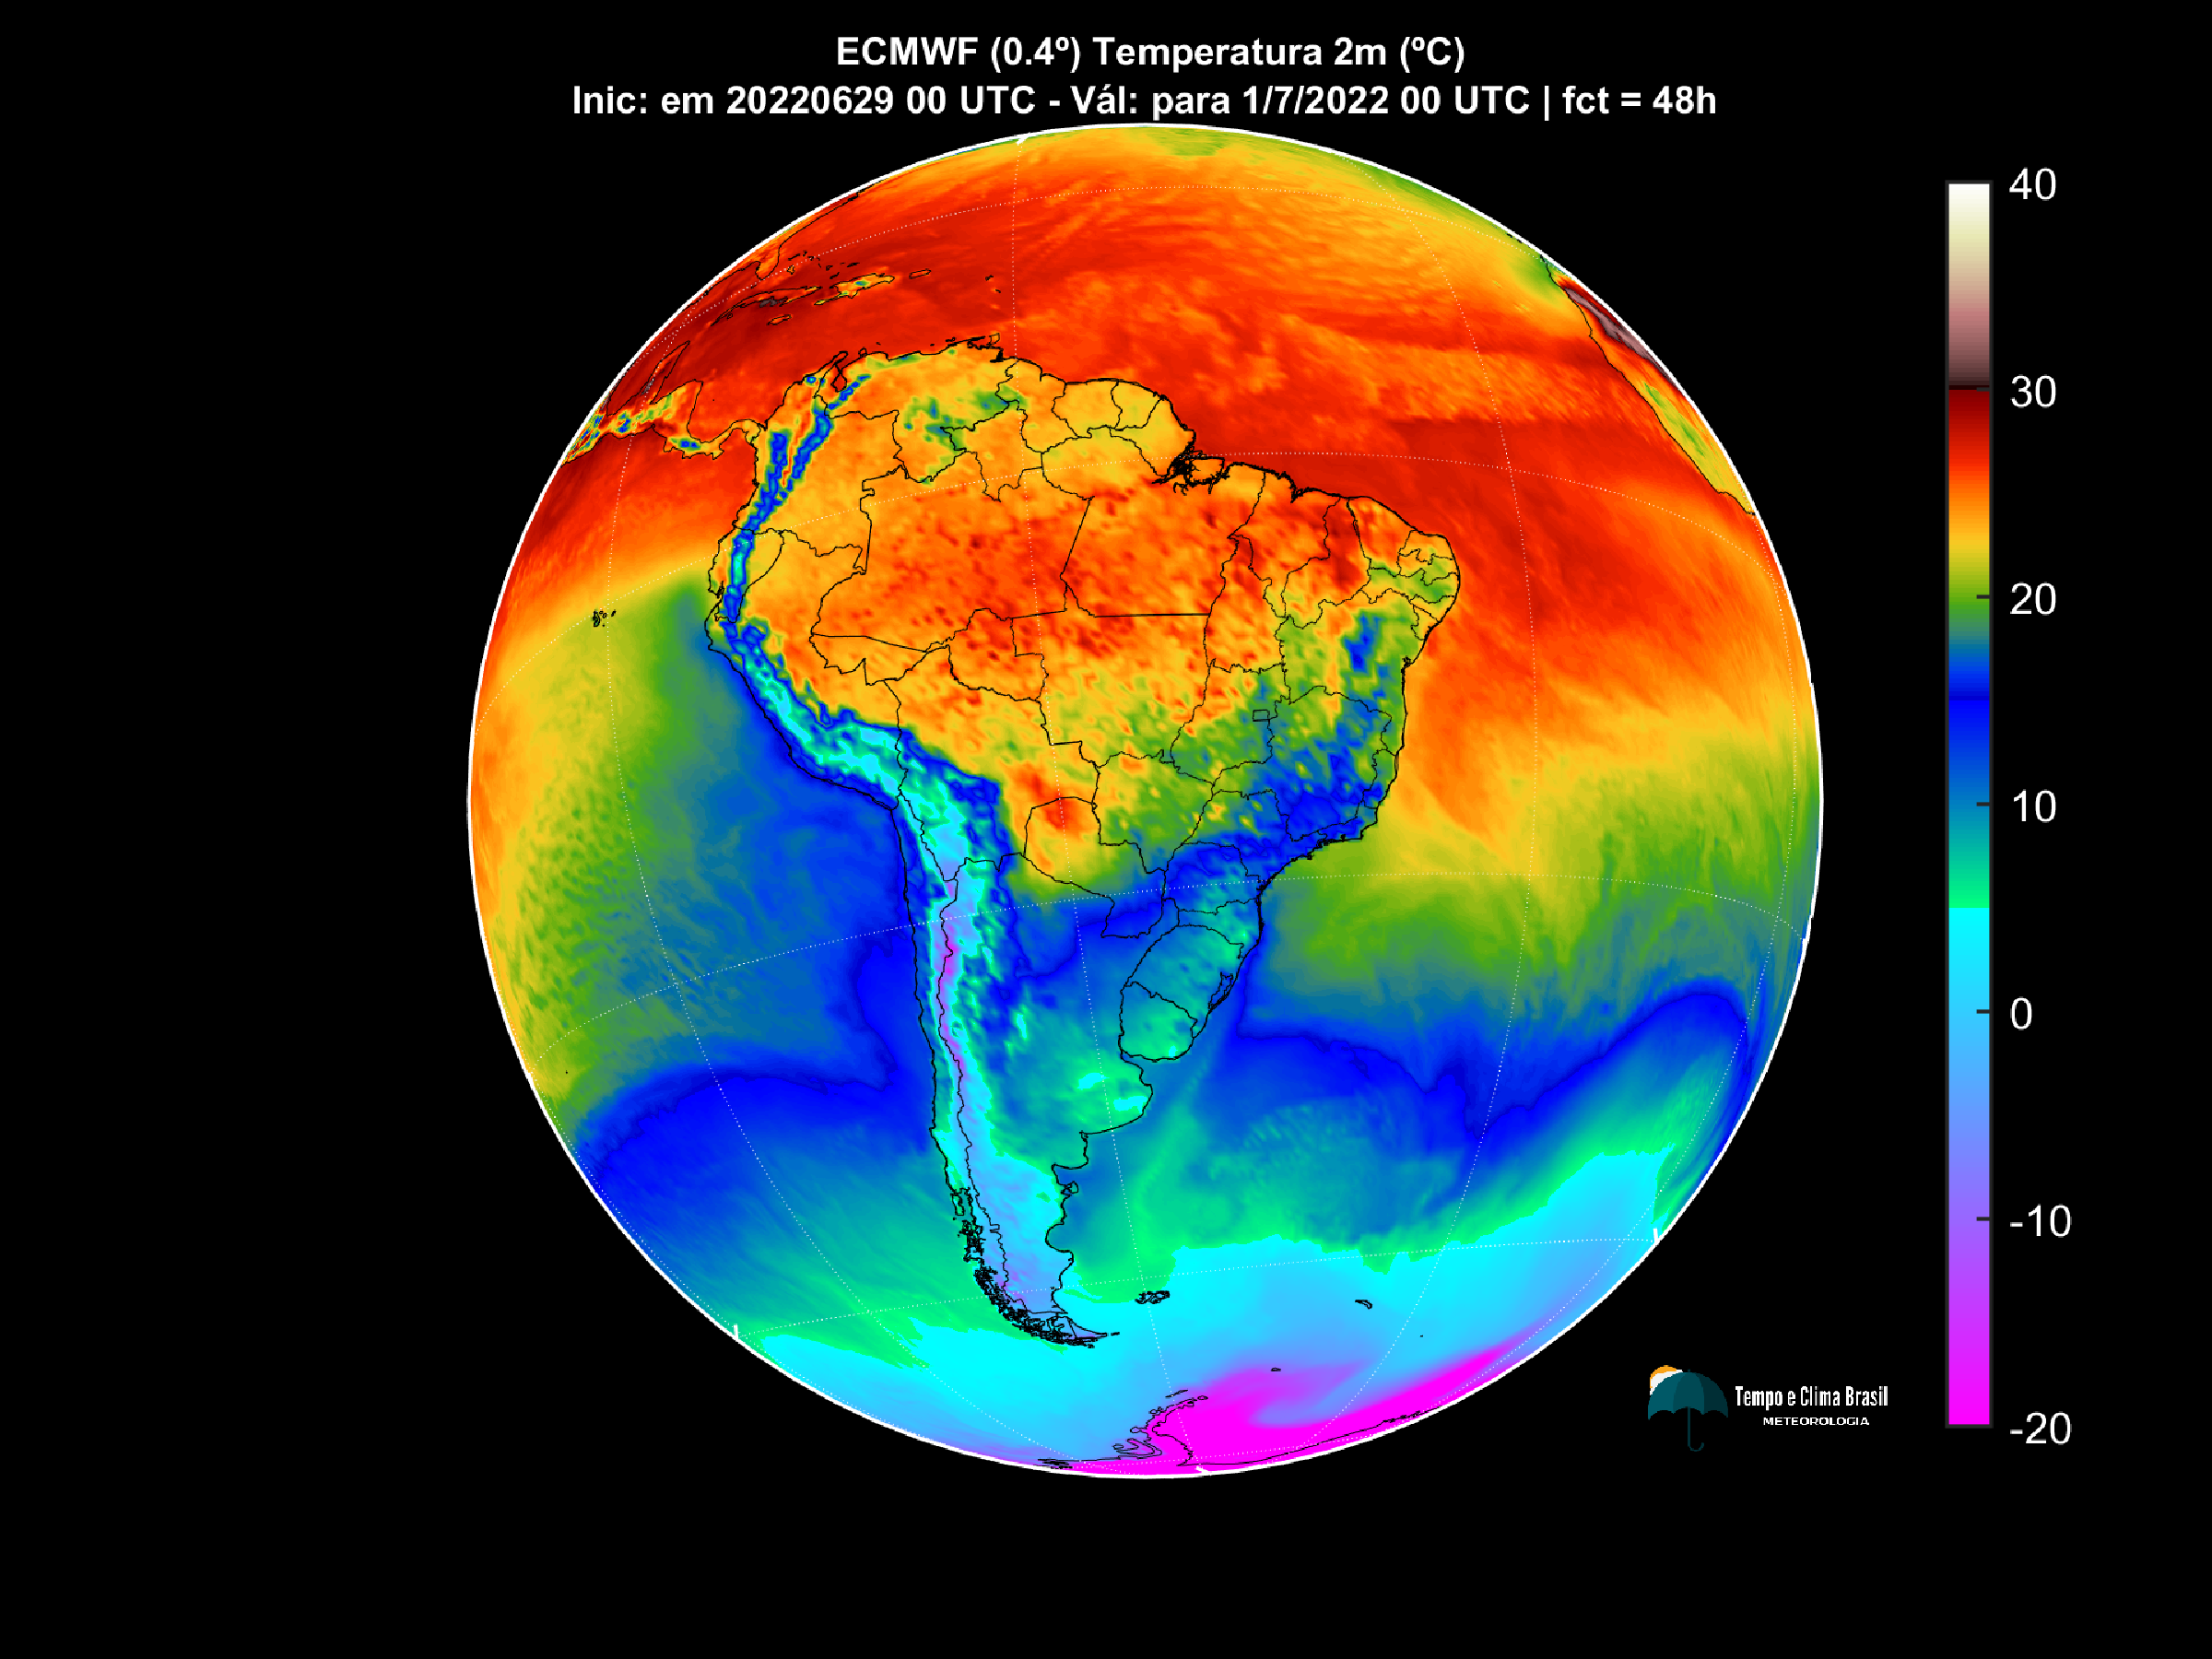 ECMWF (0.4º) Temperatura 2m (ºC)
Inic: em 20220629 00 UTC - Vál: para 1/7/2022 00 UTC | fct = 48h
40
30
20
10
0
-10
-20
Tempo e Clima Brasil
METEOROLOGIA